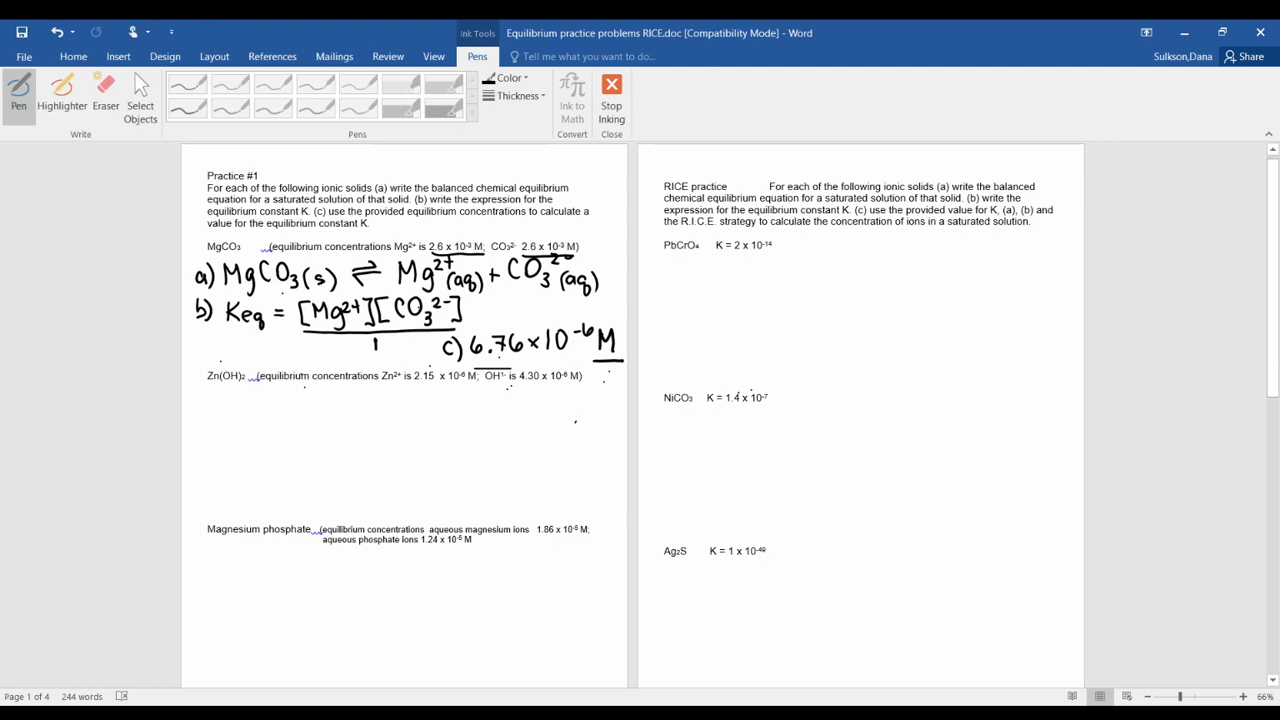 Ink Tools
Equilibrium practice problems RICE.doc [Compatibility Mode] - Word
File Home Insert Design Layout References Mailings Review View Pens Tell me what you want to do... Sulkson,Dana Share
Pen Highlighter Eraser Select Objects
Color
Thickness
Ink to Math
Stop Inking
Write Pens Convert Close
Practice #1
For each of the following ionic solids (a) write the balanced chemical equilibrium
equation for a saturated solution of that solid. (b) write the expression for the
equilibrium constant K. (c) use the provided equilibrium concentrations to calculate a
value for the equilibrium constant K.
MgCO₃ (equilibrium concentrations Mg²⁺ is 2.6 x 10⁻³ M; CO₃²⁻ 2.6 x 10⁻³ M)
a) MgCO₃(s) ⇌ Mg²⁺(aq) + CO₃²⁻(aq)
b) Keq = [Mg²⁺][CO₃²⁻]
1
c) 6.76 × 10⁻⁶ M
Zn(OH)₂ (equilibrium concentrations Zn²⁺ is 2.15 x 10⁻⁶ M; OH¹⁻ is 4.30 x 10⁻⁶ M)
Magnesium phosphate (equilibrium concentrations aqueous magnesium ions 1.86 x 10⁻⁵ M;
aqueous phosphate ions 1.24 x 10⁻⁵ M
RICE practice For each of the following ionic solids (a) write the balanced
chemical equilibrium equation for a saturated solution of that solid. (b) write the
expression for the equilibrium constant K. (c) use the provided value for K, (a), (b) and
the R.I.C.E. strategy to calculate the concentration of ions in a saturated solution.
PbCrO₄ K = 2 x 10⁻¹⁴
NiCO₃ K = 1.4 x 10⁻⁷
Ag₂S K = 1 x 10⁻⁴⁹
Page 1 of 4 244 words
66%